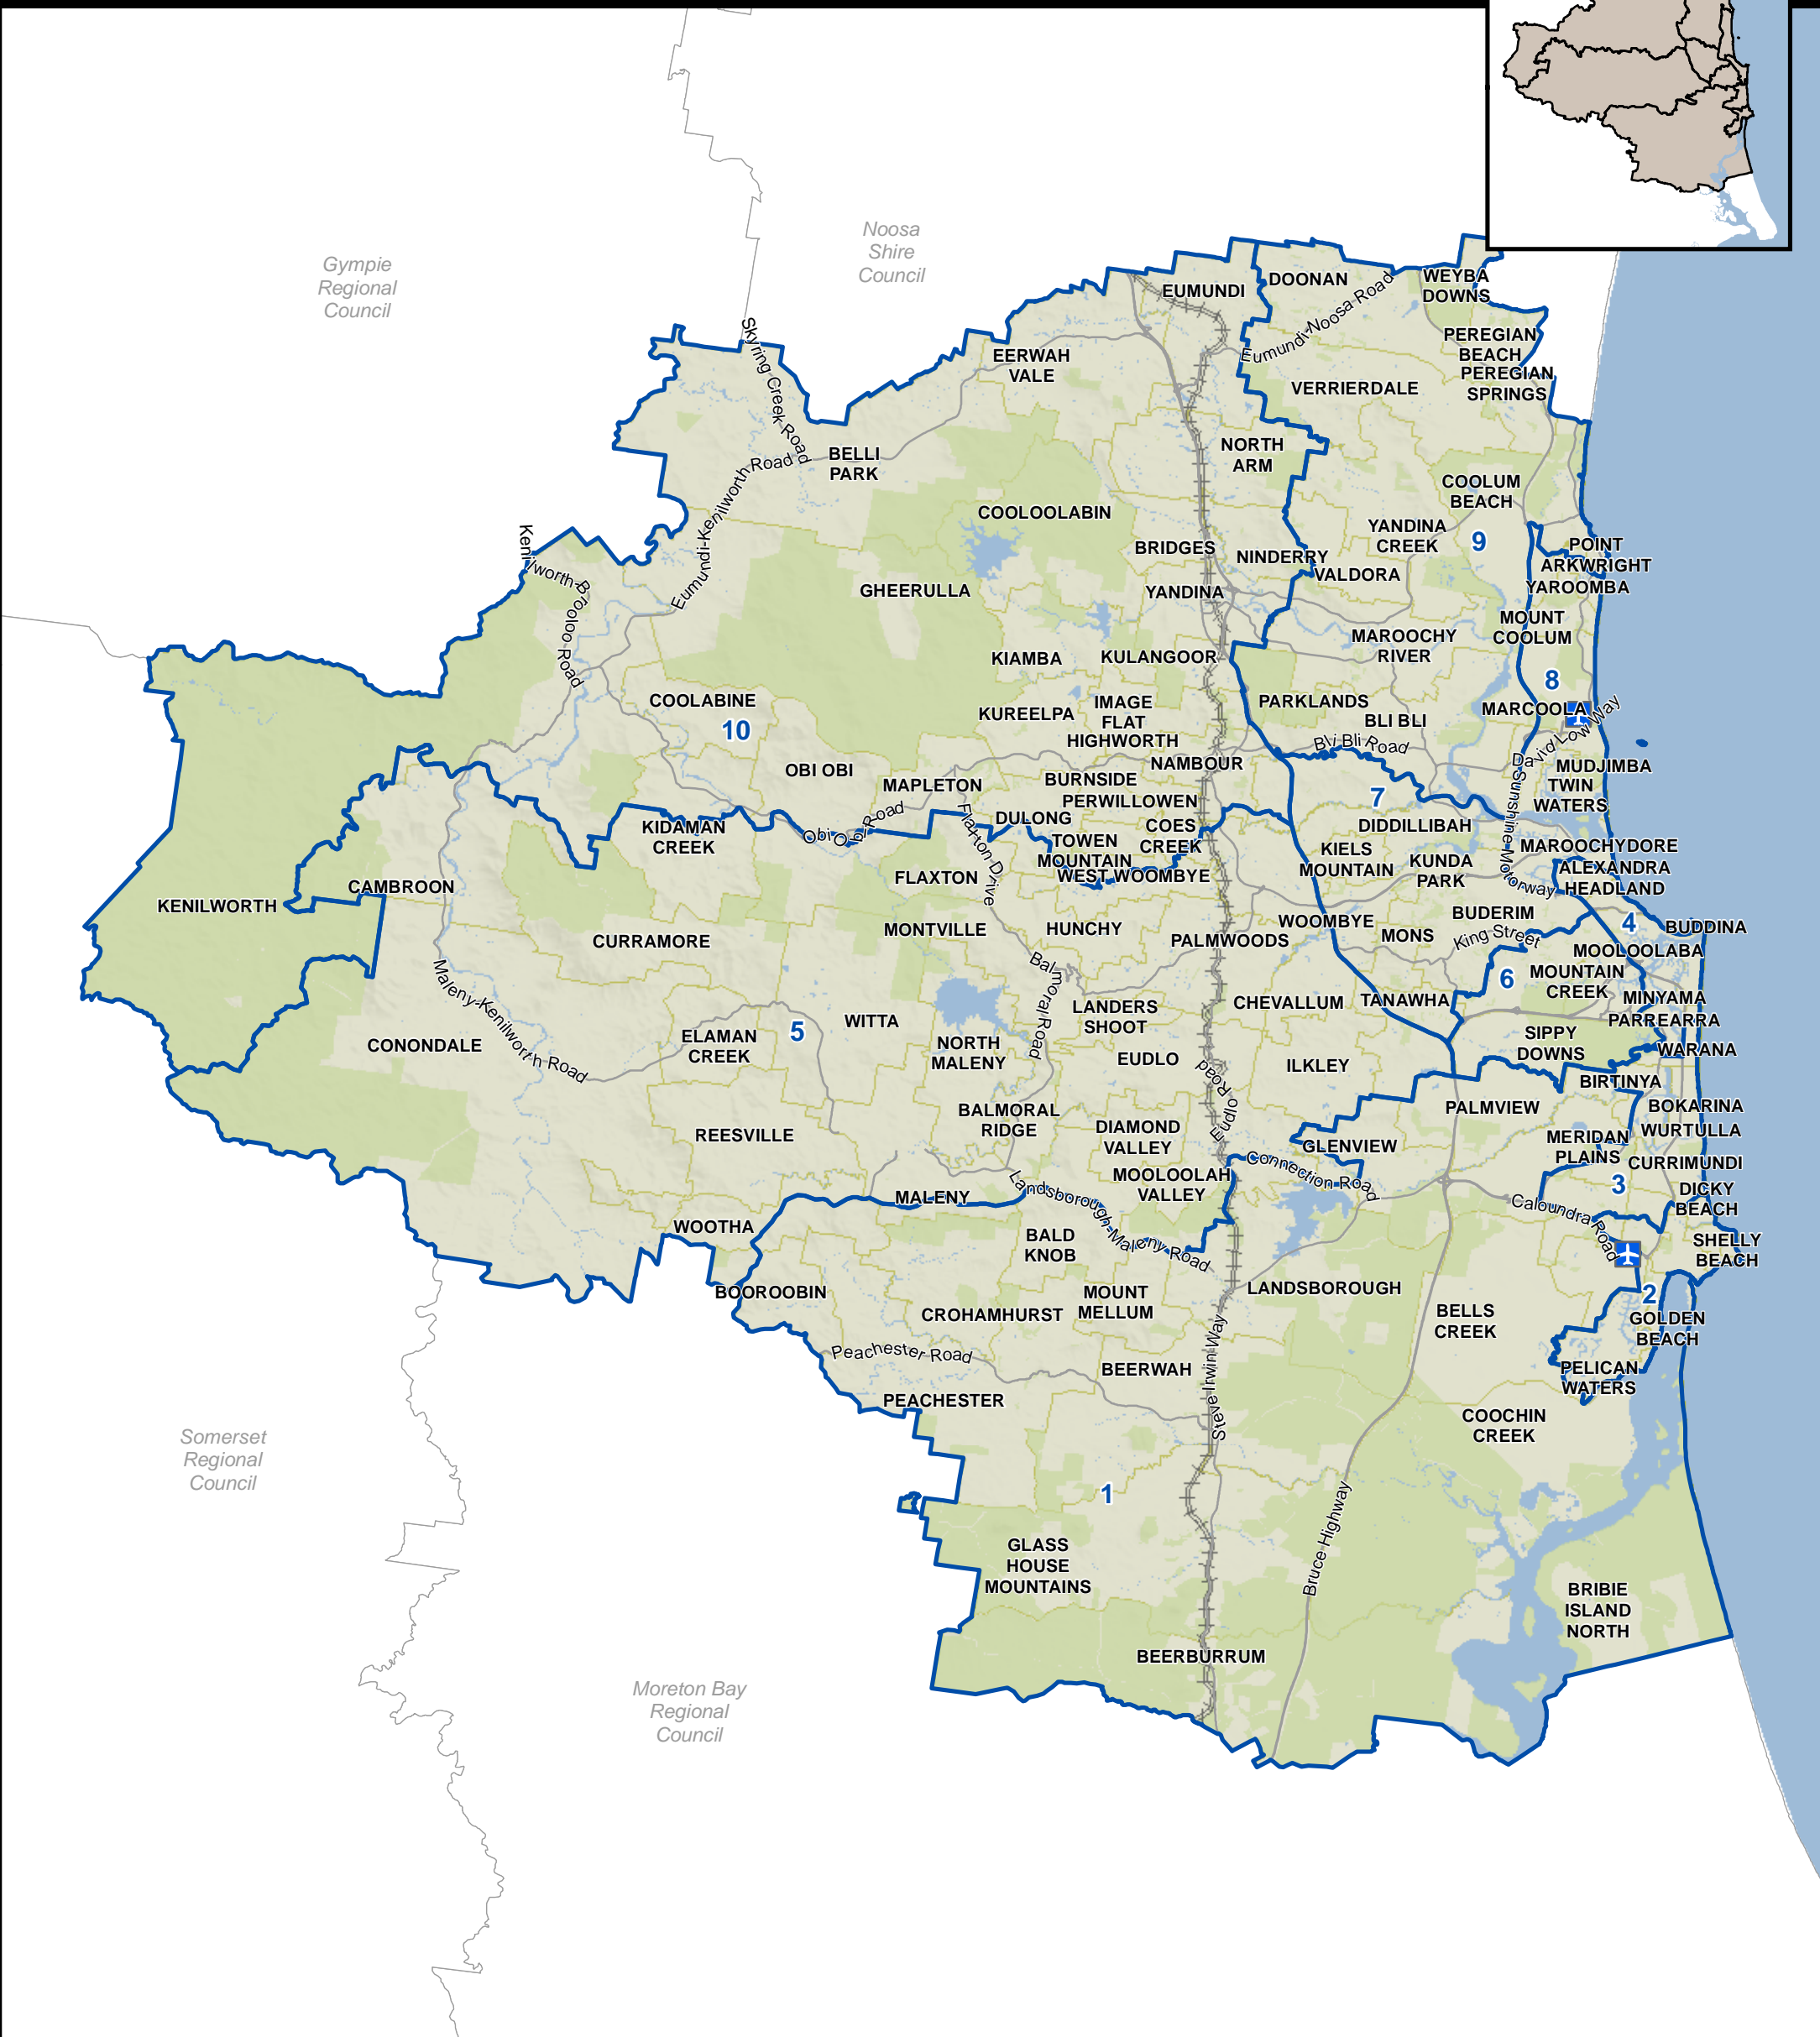 Noosa
Shire
Council
Gympie
Regional
Council
EUMUNDI
DOONAN
WEYBA
DOWNS
Eumundi-Noosa Road
PEREGIAN
BEACH
PEREGIAN
SPRINGS
Skyring Creek Road
EERWAH
VALE
VERRIERDALE
BELLI
PARK
NORTH
ARM
Eumundi-Kenilworth Road
COOLUM
BEACH
COOLOOLABIN
YANDINA
CREEK
9
BRIDGES
NINDERRY
POINT
ARKWRIGHT
Kenilworth-Brooloo Road
VALDORA
YAROOMBA
GHEERULLA
YANDINA
MOUNT
COOLUM
MAROOCHY
RIVER
KIAMBA
KULANGOOR
8
COOLABINE
10
KUREELPA
IMAGE
FLAT
HIGHWORTH
PARKLANDS
BLI BLI
MARCOOLA
David Low Way
Bli Bli Road
OBI OBI
MAPLETON
BURNSIDE
NAMBOUR
MUDJIMBA
TWIN
WATERS
PERWILLOWEN
7
Obi Obi Road
Flaxton Drive
DULONG
COES
CREEK
DIDDILLIBAH
Sunshine Motorway
KIDAMAN
CREEK
TOWEN
MOUNTAIN
WEST WOOMBYE
KIELS
MOUNTAIN
KUNDA
PARK
MAROOCHYDORE
ALEXANDRA
HEADLAND
CAMBROON
KENILWORTH
FLAXTON
MONTVILLE
HUNCHY
WOOMBYE
BUDERIM
4
BUDDINA
CURRAMORE
PALMWOODS
MONS
King Street
MOOLOOLABA
6
MOUNTAIN
CREEK
Maleny-Kenilworth Road
Balmoral Road
LANDERS
SHOOT
CHEVALLUM
TANAWHA
MINYAMA
PARREARRA
CONONDALE
ELAMAN
CREEK
5
WITTA
NORTH
MALENY
EUDLO
Eudlo Road
ILKLEY
SIPPY
DOWNS
WARANA
BIRTINYA
BALMORAL
RIDGE
PALMVIEW
BOKARINA
REESVILLE
DIAMOND
VALLEY
GLENVIEW
MERIDAN
PLAINS
WURTULLA
CURRIMUNDI
MOOLOOLAH
VALLEY
Connection Road
3
MALENY
Landsborough-Maleny Road
Caloundra Road
DICKY
BEACH
WOOTHA
BALD
KNOB
SHELLY
BEACH
BOOROOBIN
CROHAMHURST
MOUNT
MELLUM
LANDSBOROUGH
2
BELLS
CREEK
GOLDEN
BEACH
Peachester Road
BEERWAH
Steve Irwin Way
PELICAN
WATERS
PEACHESTER
COOCHIN
CREEK
Somerset
Regional
Council
1
Bruce Highway
GLASS
HOUSE
MOUNTAINS
BRIBIE
ISLAND
NORTH
BEERBURRUM
Moreton Bay
Regional
Council